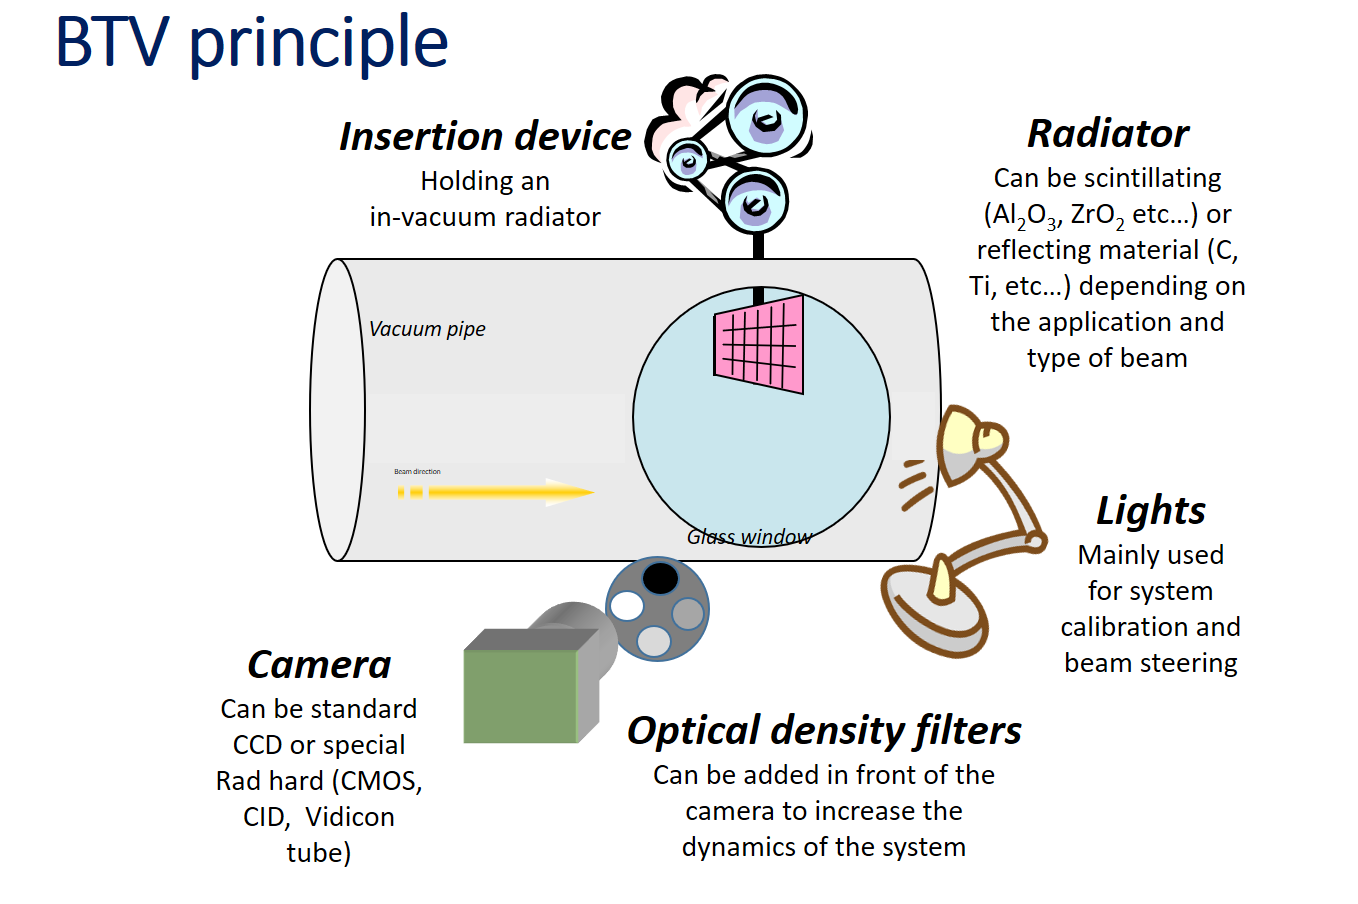 BTV principle
Insertion device
Holding an
in-vacuum radiator
Radiator
Can be scintillating
(Al₂O₃, ZrO₂ etc...) or
reflecting material (C,
Ti, etc...) depending on
the application and
type of beam
Vacuum pipe
Beam direction
Glass window
Lights
Mainly used
for system
calibration and
beam steering
Camera
Can be standard
CCD or special
Rad hard (CMOS,
CID, Vidicon
tube)
Optical density filters
Can be added in front of the
camera to increase the
dynamics of the system